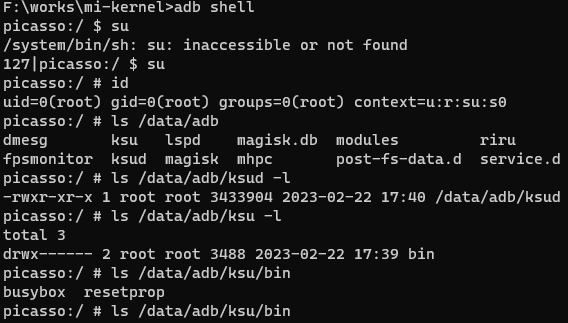 F:\works\mi-kernel>adb shell
picasso:/ $ su
/system/bin/sh: su: inaccessible or not found
127|picasso:/ $ su
picasso:/ # id
uid=0(root) gid=0(root) groups=0(root) context=u:r:su:s0
picasso:/ # ls /data/adb
dmesg       ksu   lspd    magisk.db  modules         riru
fpsmonitor  ksud  magisk  mhpc       post-fs-data.d  service.d
picasso:/ # ls /data/adb/ksud -l
-rwxr-xr-x 1 root root 3433904 2023-02-22 17:40 /data/adb/ksud
picasso:/ # ls /data/adb/ksu -l
total 3
drwx------ 2 root root 3488 2023-02-22 17:39 bin
picasso:/ # ls /data/adb/ksu/bin
busybox  resetprop
picasso:/ # ls /data/adb/ksu/bin